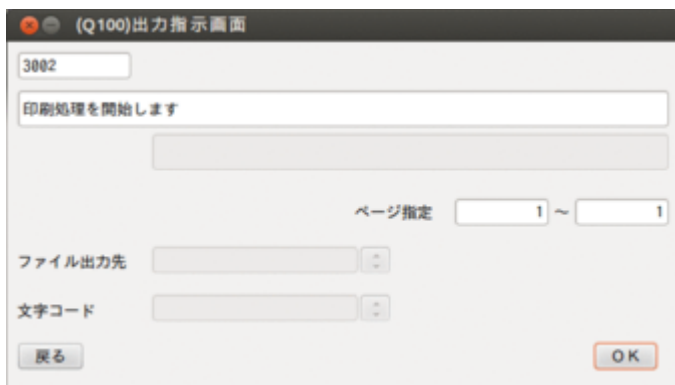 (Q100)出力指示画面
3002
印刷処理を開始します
ページ指定 1 ～ 1
ファイル出力先
文字コード
戻る OK